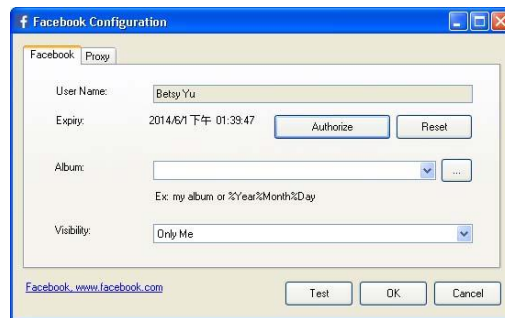 Facebook Configuration
Facebook Proxy
User Name: Betsy Yu
Expiry: 2014/6/1 下午 01:39:47 Authorize Reset
Album: ...
Ex: my album or %Year%Month%Day
Visibility: Only Me
Facebook, www.facebook.com Test OK Cancel